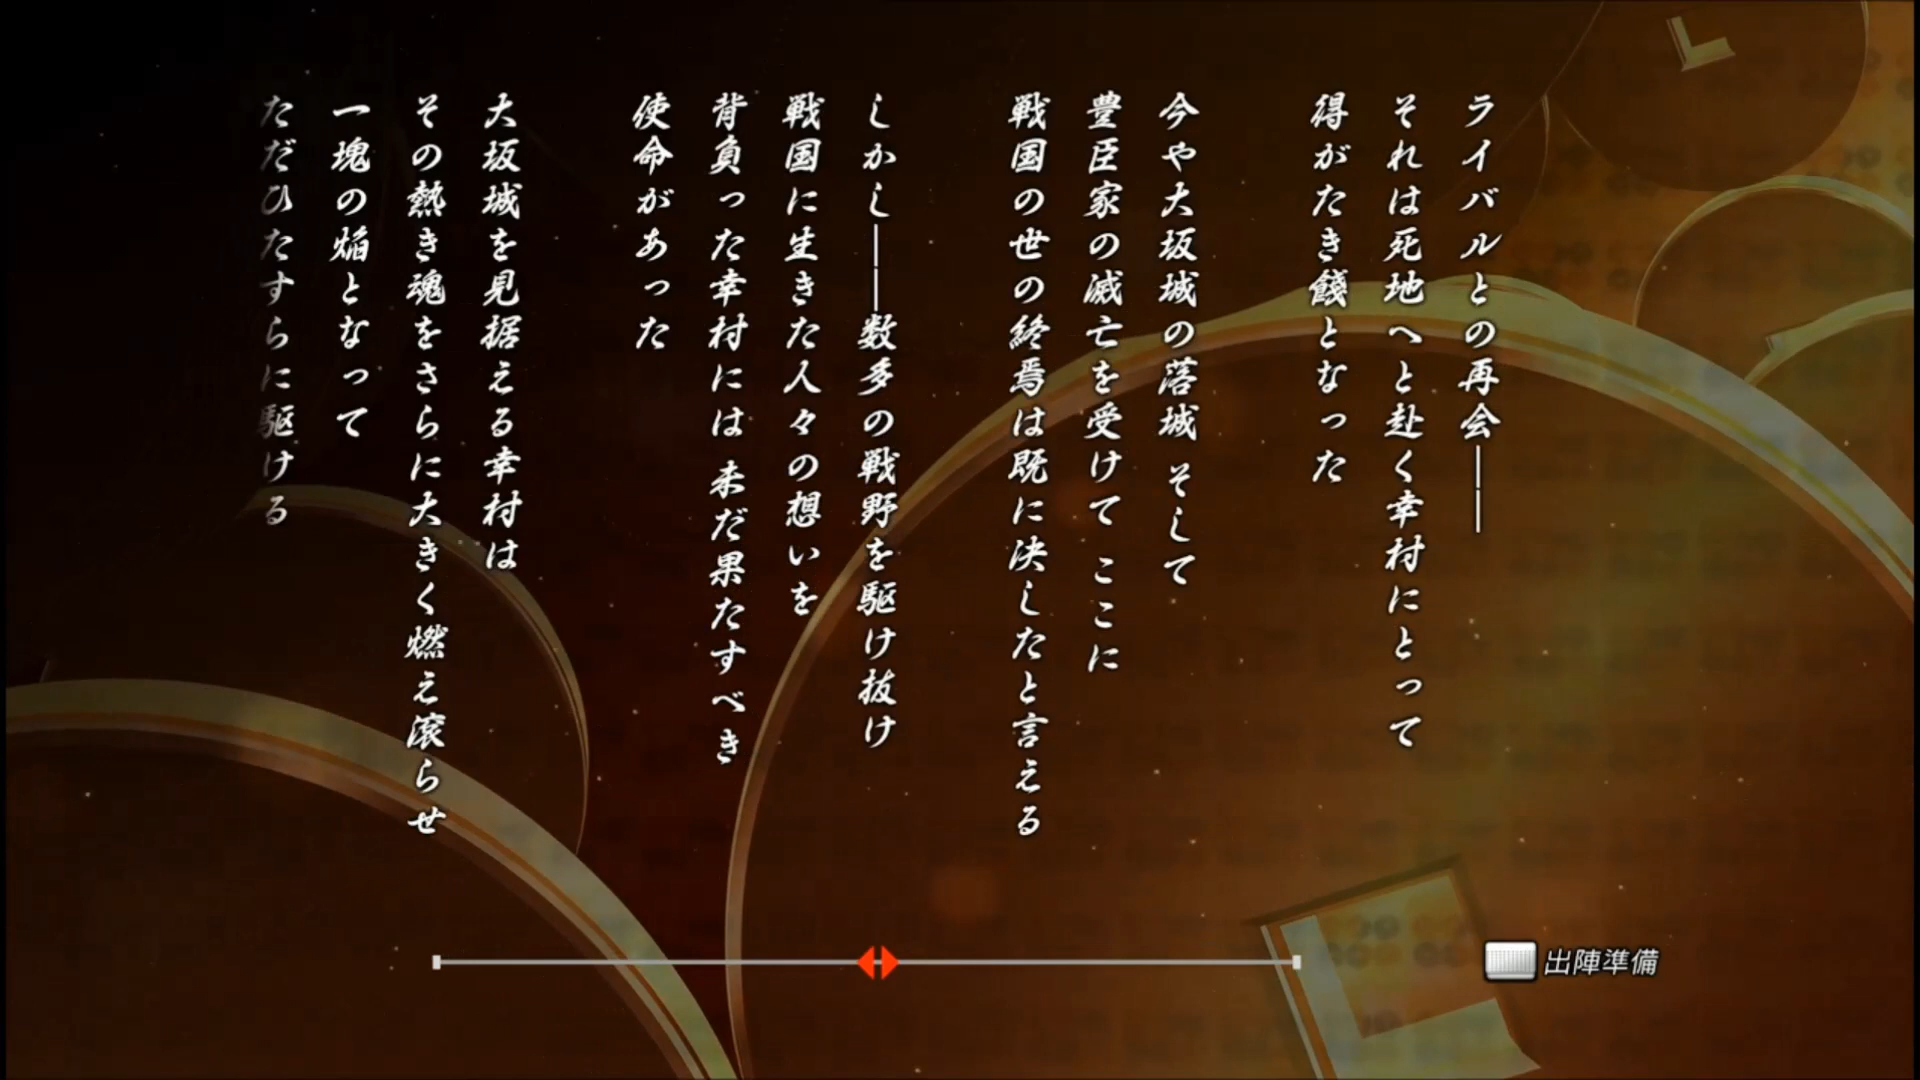 ライバルとの再会――
それは死地へと赴く幸村にとって
得がたき餞となった
今や大坂城の落城 そして
豊臣家の滅亡を受けて ここに
戦国の世の終焉は既に決したと言える
しかし――数多の戦野を駆け抜け
戦国に生きた人々の想いを
背負った幸村には 未だ果たすべき
使命があった
大坂城を見据える幸村は
その熱き魂をさらに大きく燃え滾らせ
一塊の焔となって
ただひたすらに駆ける
出陣準備